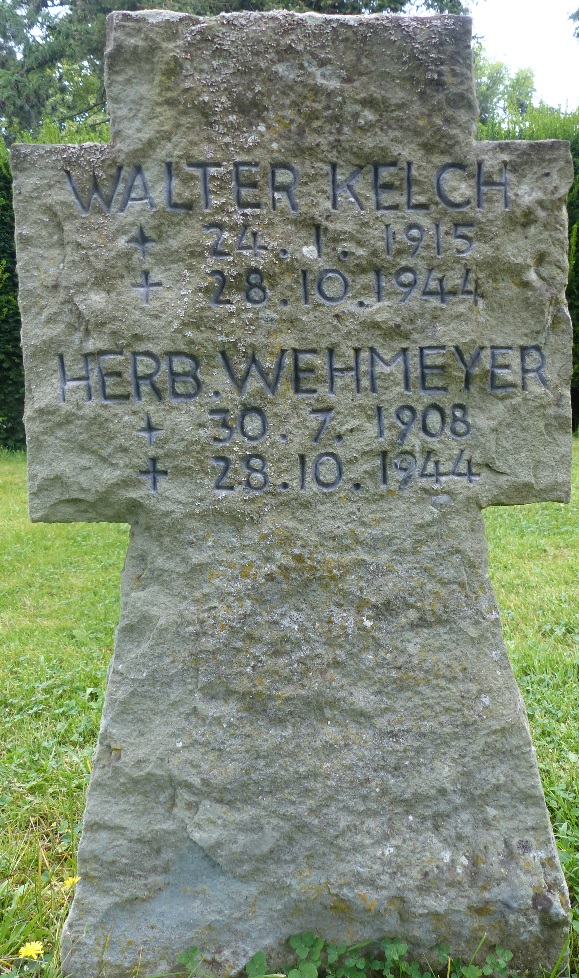 WALTER KELCH
✦ 24. 1. 1915
+ 28.10.1944
HERB. WEHMEYER
✦ 30. 7. 1908
+ 28.10.1944